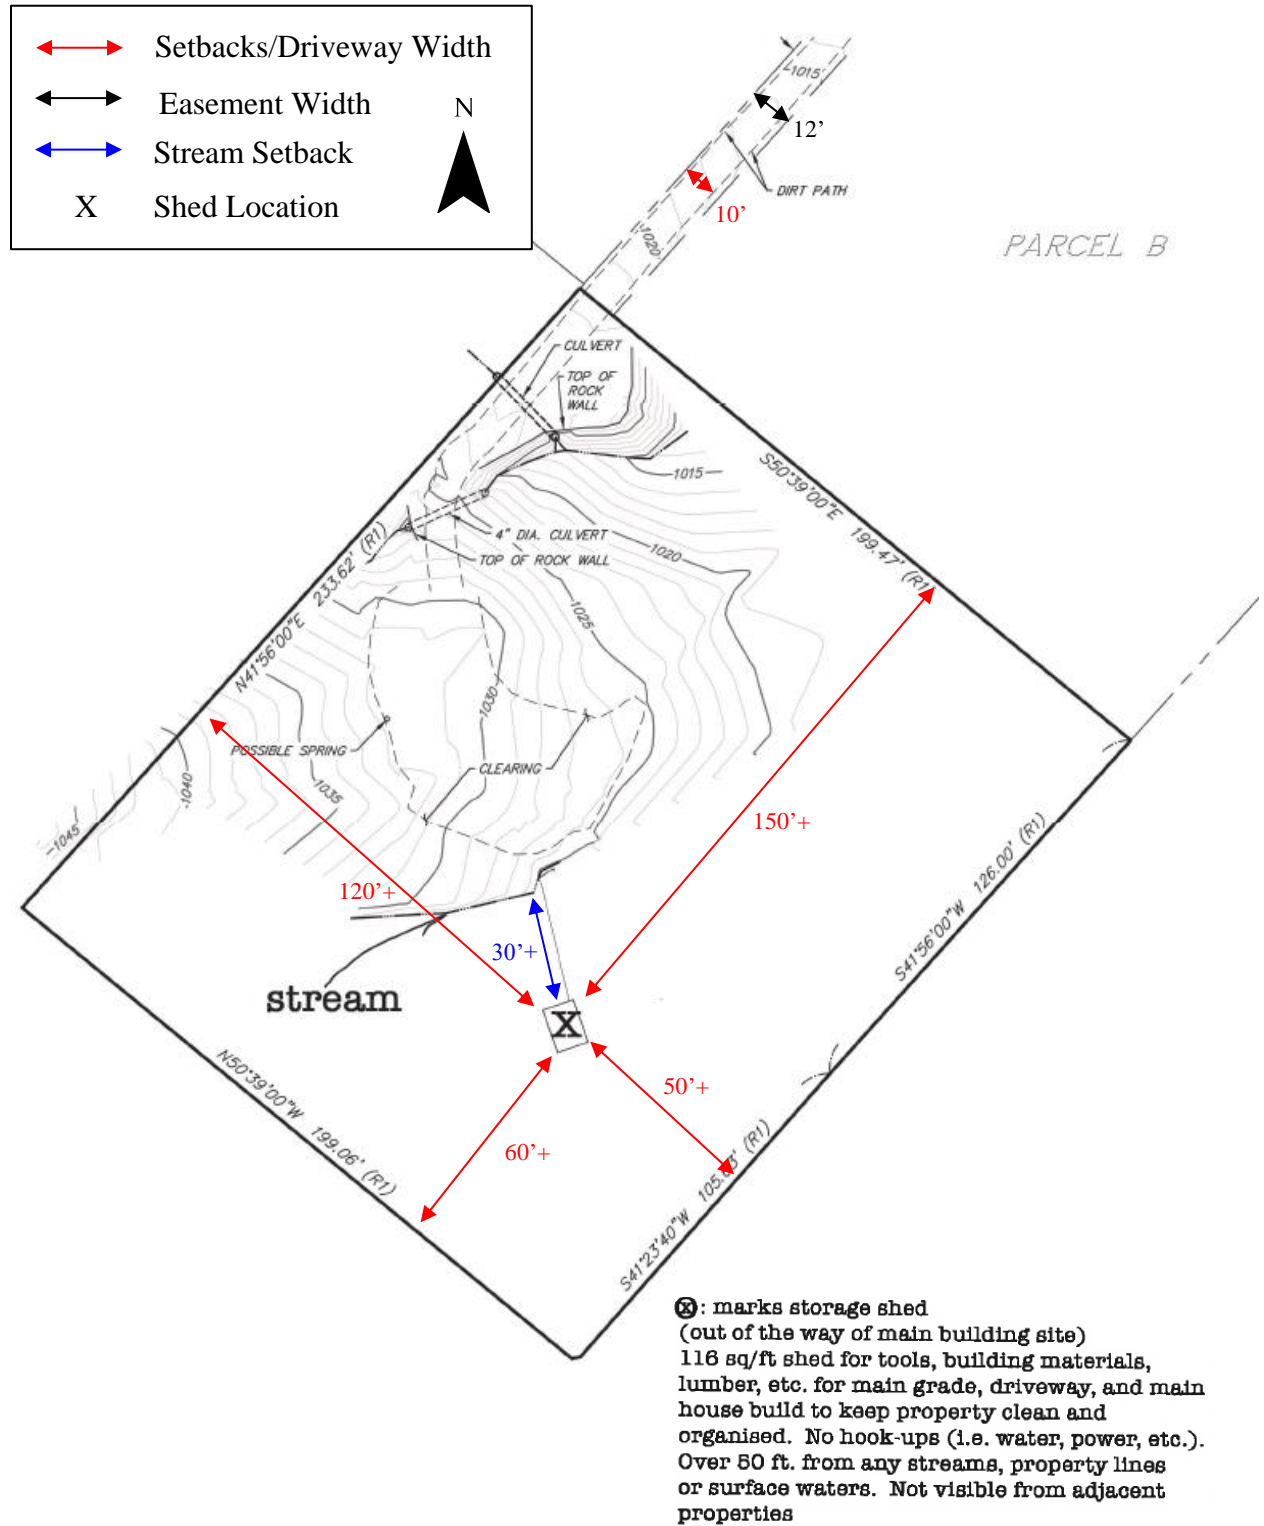 Setbacks/Driveway Width
Easement Width
Stream Setback
X Shed Location
N
1015'
12'
DIRT PATH
10'
1020'
PARCEL B
CULVERT
TOP OF
ROCK
WALL
1015
S50°39'00"E 199.47' (R1)
4" DIA. CULVERT
TOP OF ROCK WALL
1020
N41°56'00"E 233.62' (R1)
1025
1030
POSSIBLE SPRING
CLEARING
1040
1035
1045
150'+
120'+
30'+
S41°56'00"W 126.00' (R1)
stream
X
N50°39'00"W 199.06' (R1)
50'+
60'+
S41°23'40"W (R1)
X: marks storage shed
(out of the way of main building site)
116 sq/ft shed for tools, building materials,
lumber, etc. for main grade, driveway, and main
house build to keep property clean and
organised. No hook-ups (i.e. water, power, etc.).
Over 50 ft. from any streams, property lines
or surface waters. Not visible from adjacent
properties